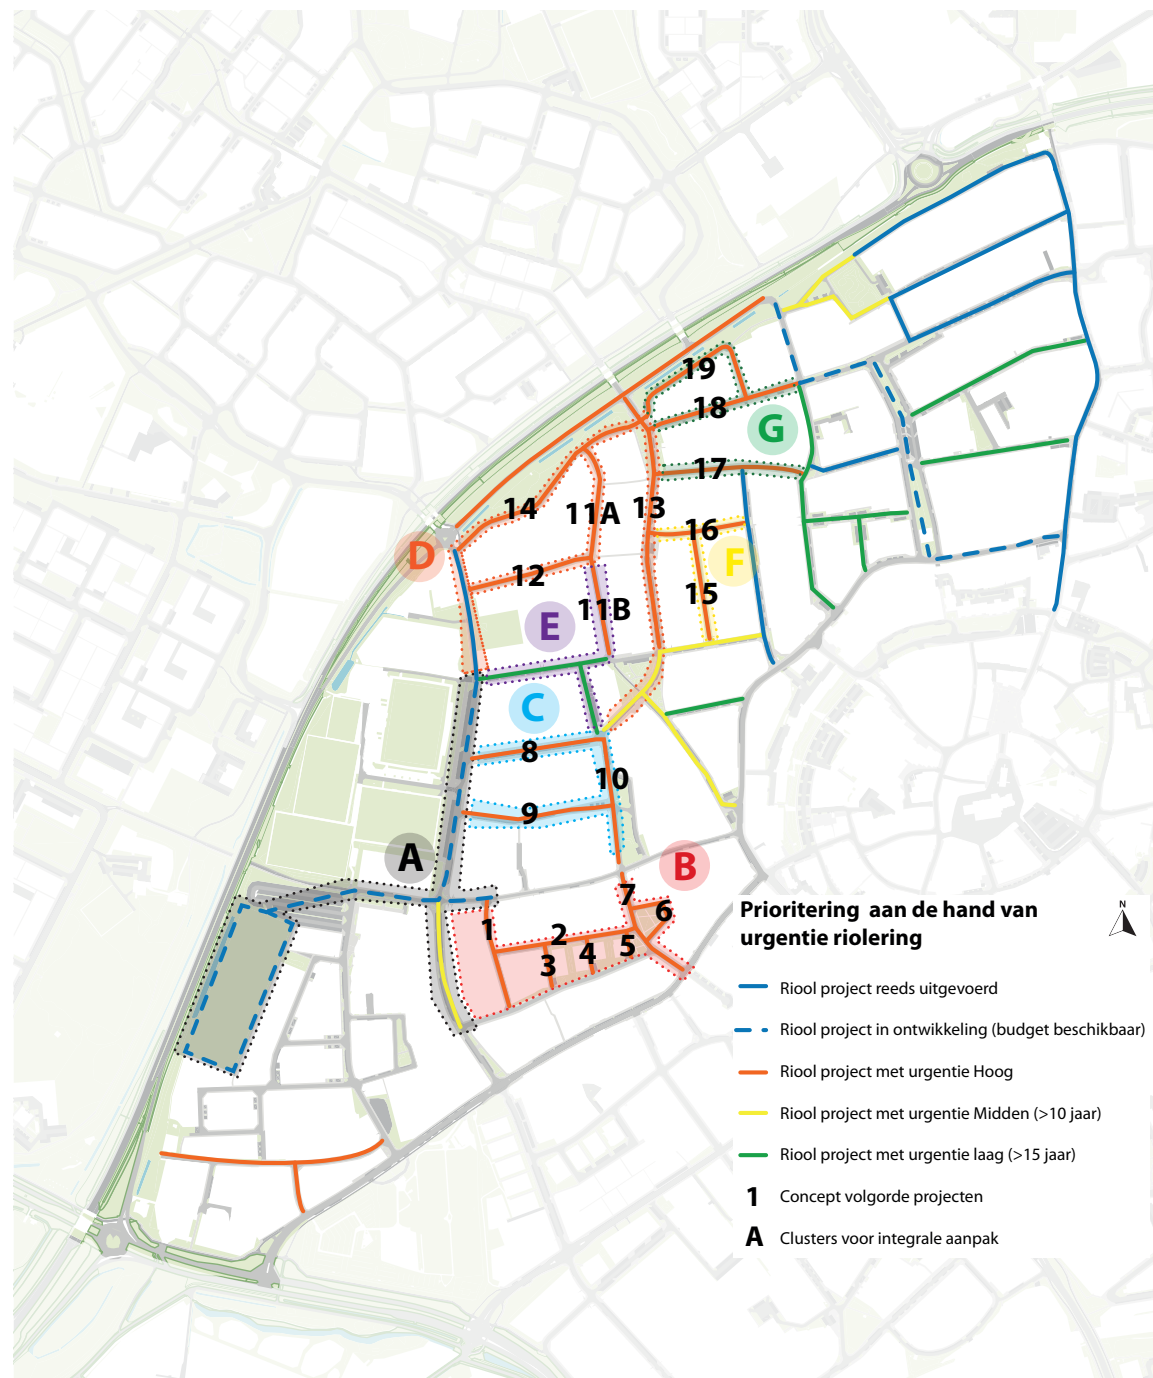 19
18
G
17
14
11A
13
16
D
F
12
15
11B
E
C
8
10
9
A
B
7
6
1
2
5
4
3
N
Prioritering aan de hand van
urgentie riolering
Riool project reeds uitgevoerd
Riool project in ontwikkeling (budget beschikbaar)
Riool project met urgentie Hoog
Riool project met urgentie Midden (>10 jaar)
Riool project met urgentie laag (>15 jaar)
1 Concept volgorde projecten
A Clusters voor integrale aanpak